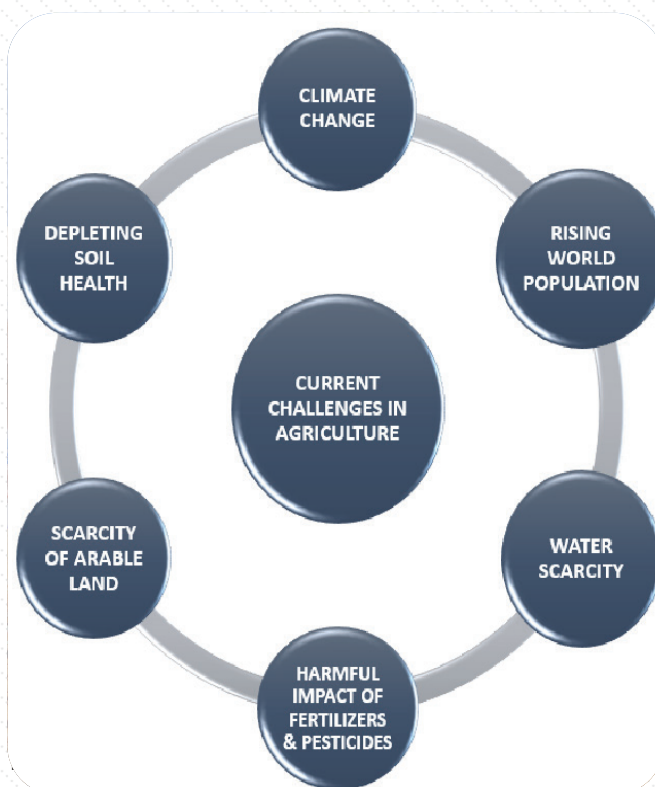 CLIMATE
CHANGE
RISING
WORLD
POPULATION
WATER
SCARCITY
HARMFUL
IMPACT OF
FERTILIZERS
& PESTICIDES
SCARCITY
OF ARABLE
LAND
DEPLETING
SOIL
HEALTH
CURRENT
CHALLENGES IN
AGRICULTURE